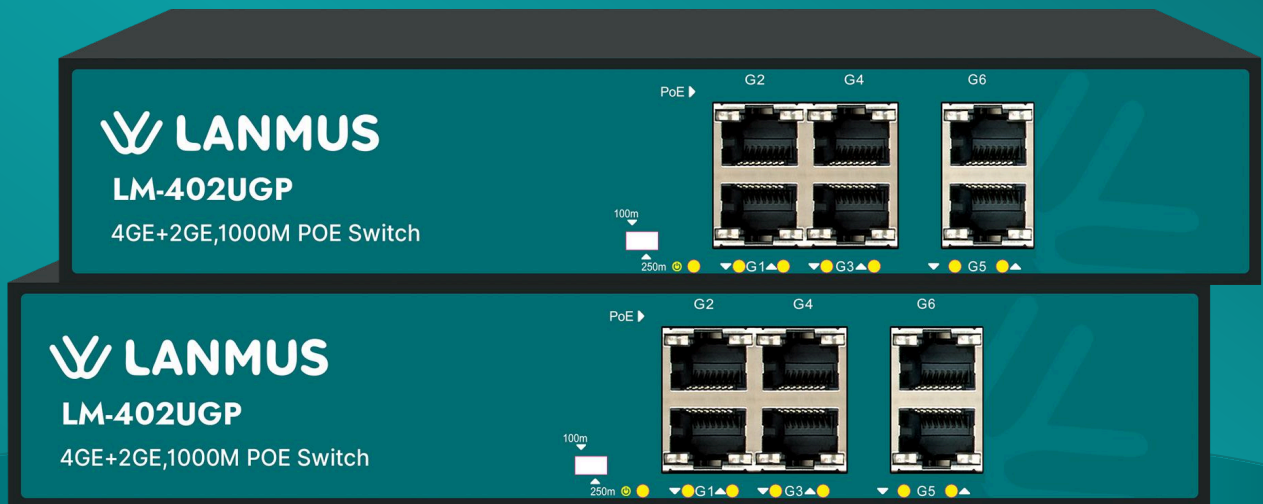 G2 G4 G6
PoE
LANMUS
LM-402UGP
4GE+2GE,1000M POE Switch
100m
250m
G1 G3 G5
G2 G4 G6
PoE
LANMUS
LM-402UGP
4GE+2GE,1000M POE Switch
100m
250m
G1 G3 G5